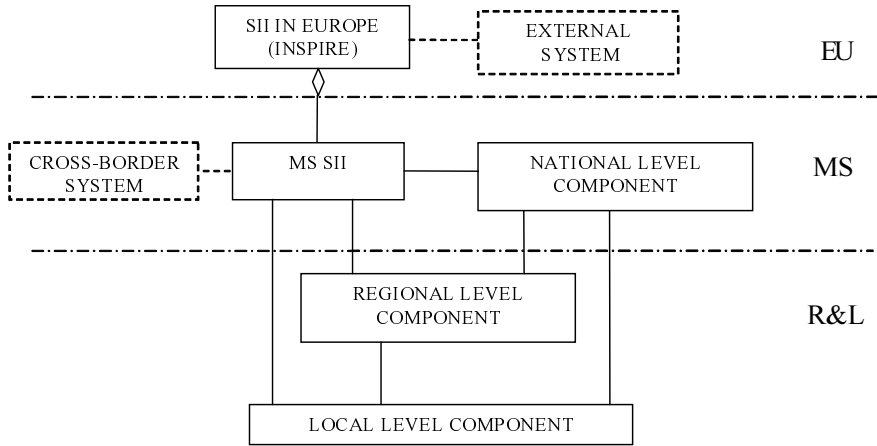 SII IN EUROPE
(INSPIRE)
EXTERNAL
SYSTEM
EU
CROSS-BORDER
SYSTEM
MS SII
NATIONAL LEVEL
COMPONENT
MS
REGIONAL LEVEL
COMPONENT
R&L
LOCAL LEVEL COMPONENT